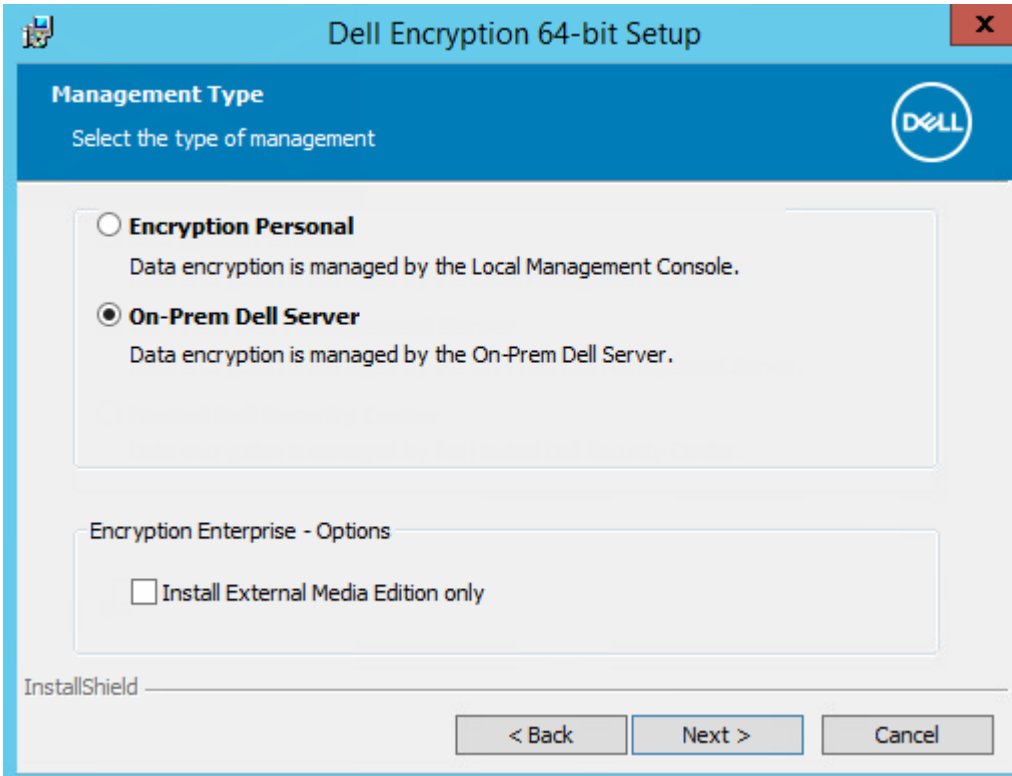 Dell Encryption 64-bit Setup
x
Management Type
Select the type of management
DELL
Encryption Personal
Data encryption is managed by the Local Management Console.
On-Prem Dell Server
Data encryption is managed by the On-Prem Dell Server.
Encryption Enterprise - Options
Install External Media Edition only
InstallShield
< Back Next > Cancel